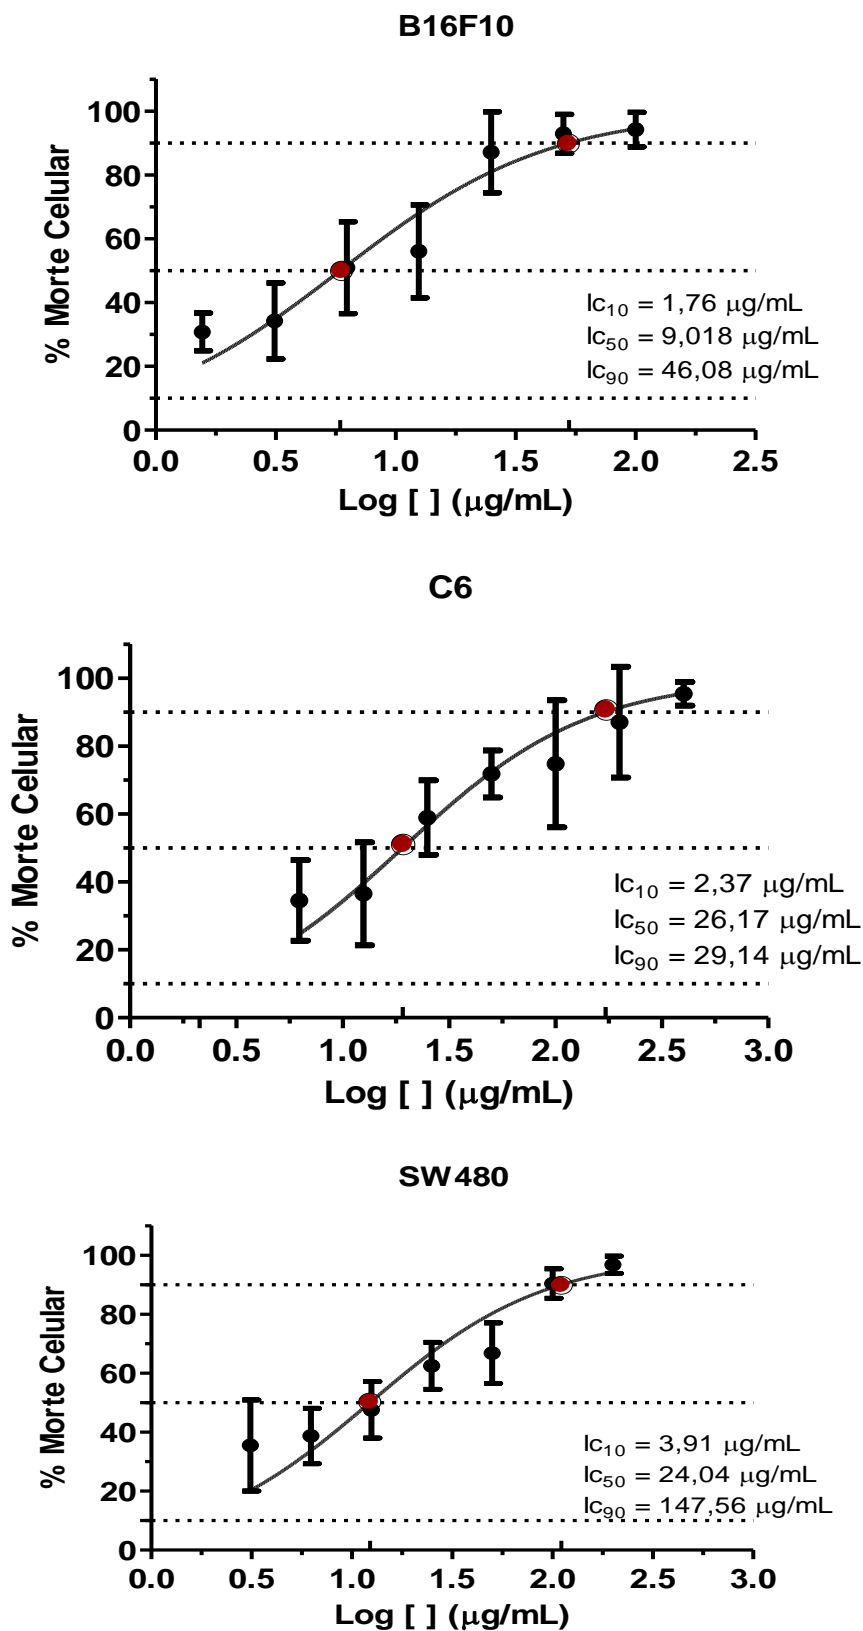 B16F10
% Morte Celular
100
80
60
40
20
0
Ic10 = 1,76 μg/mL
Ic50 = 9,018 μg/mL
Ic90 = 46,08 μg/mL
0.0 0.5 1.0 1.5 2.0 2.5
Log [ ] (μg/mL)
C6
% Morte Celular
100
80
60
40
20
0
Ic10 = 2,37 μg/mL
Ic50 = 26,17 μg/mL
Ic90 = 29,14 μg/mL
0.0 0.5 1.0 1.5 2.0 2.5 3.0
Log [ ] (μg/mL)
SW480
% Morte Celular
100
80
60
40
20
0
Ic10 = 3,91 μg/mL
Ic50 = 24,04 μg/mL
Ic90 = 147,56 μg/mL
0.0 0.5 1.0 1.5 2.0 2.5 3.0
Log [ ] (μg/mL)